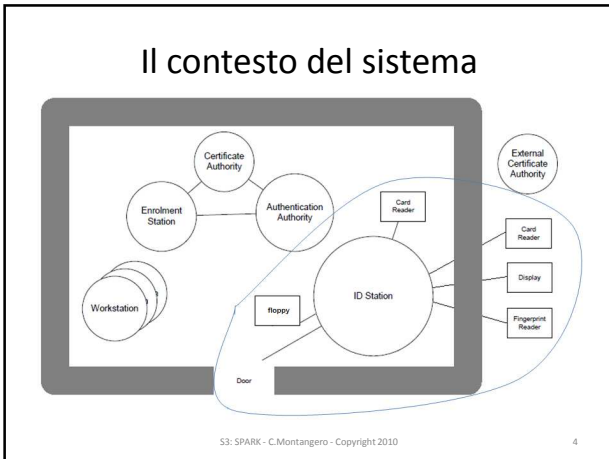 Il contesto del sistema
Certificate
Authority
External
Certificate
Authority
Enrolment
Station
Authentication
Authority
Card
Reader
Card
Reader
Workstation
floppy
ID Station
Display
Fingerprint
Reader
Door
S3: SPARK - C.Montangero - Copyright 2010
4